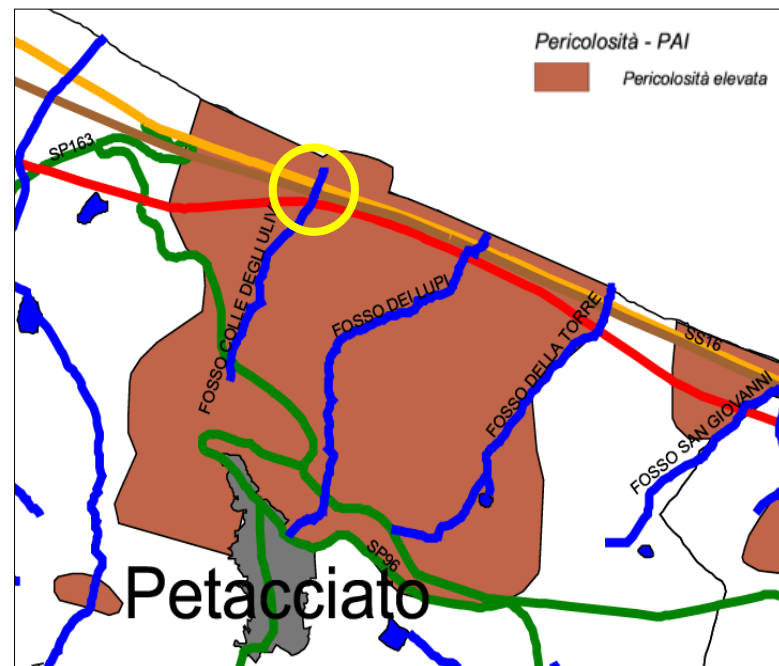 Pericolosità - PAI
Pericolosità elevata
SP163
FOSSO COLLE DEGLI ULIV
FOSSO DEI LUPI
FOSSO DELLA TORRE
SS16
FOSSO SAN GIOVANNI
SP96
Petacciato